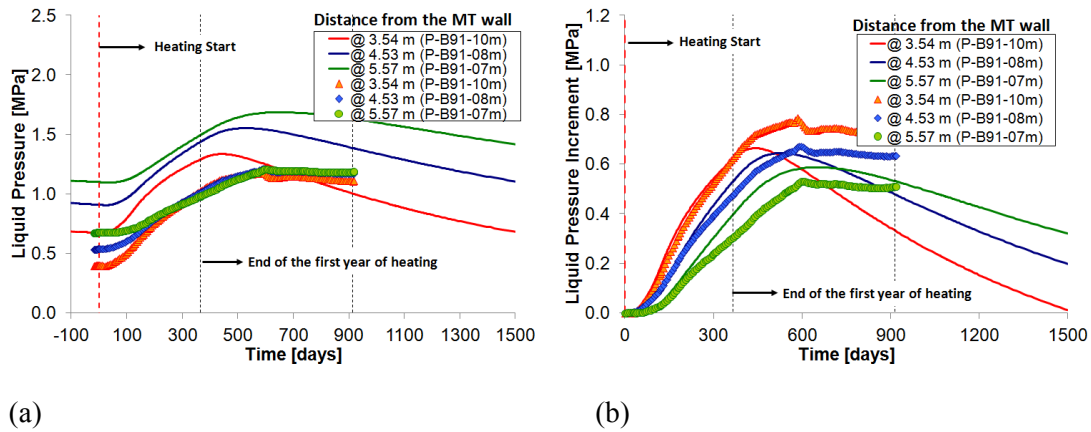 2.5
2.0
1.5
1.0
0.5
0.0
Liquid Pressure [MPa]
-100
100
300
500
700
900
1100
1300
1500
Time [days]
Heating Start
End of the first year of heating
Distance from the MT wall
@ 3.54 m (P-B91-10m)
@ 4.53 m (P-B91-08m)
@ 5.57 m (P-B91-07m)
@ 3.54 m (P-B91-10m)
@ 4.53 m (P-B91-08m)
@ 5.57 m (P-B91-07m)
(a)
1.2
1.0
0.8
0.6
0.4
0.2
0.0
Liquid Pressure Increment [MPa]
0
300
600
900
1200
1500
Time [days]
Heating Start
End of the first year of heating
Distance from the MT wall
@ 3.54 m (P-B91-10m)
@ 4.53 m (P-B91-08m)
@ 5.57 m (P-B91-07m)
@ 3.54 m (P-B91-10m)
@ 4.53 m (P-B91-08m)
@ 5.57 m (P-B91-07m)
(b)